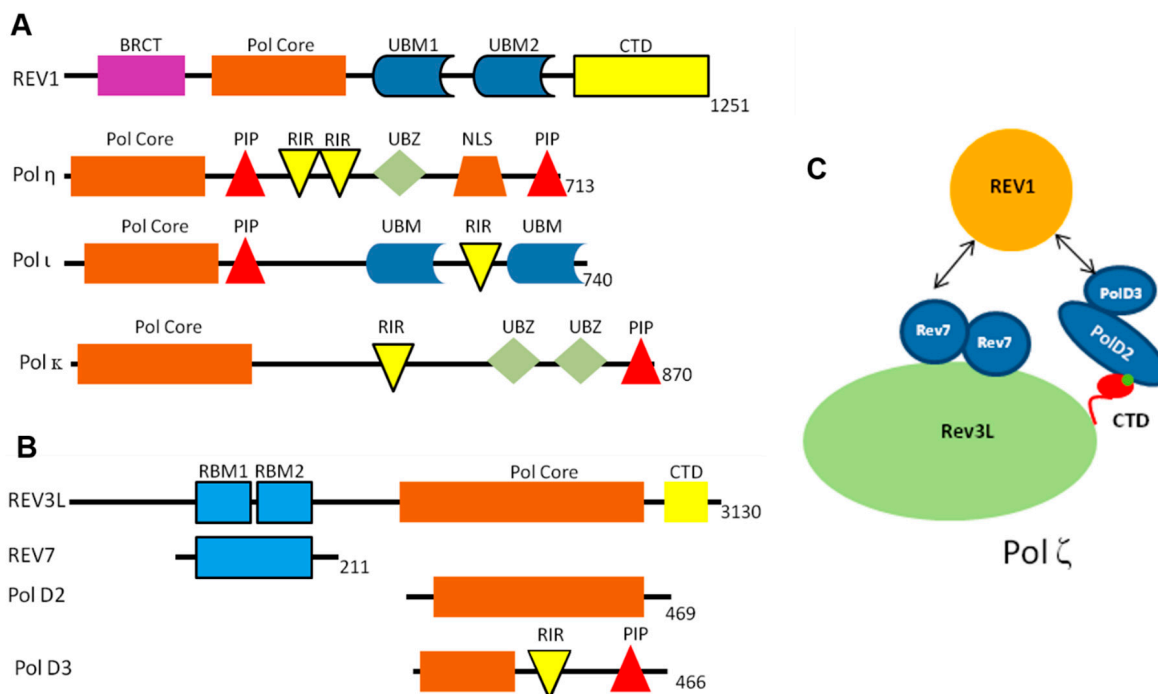 A
BRCT Pol Core UBM1 UBM2 CTD
REV1
1251
Pol Core PIP RIR RIR UBZ NLS PIP
Pol η
713
Pol Core PIP UBM RIR UBM
Pol ι
740
Pol Core RIR UBZ UBZ PIP
Pol κ
870
B
RBM1 RBM2 Pol Core CTD
REV3L
3130
REV7
211
Pol D2
469
RIR PIP
Pol D3
466
C
REV1
PolD3
Rev7
Rev7
PolD2
CTD
Rev3L
Pol ζ